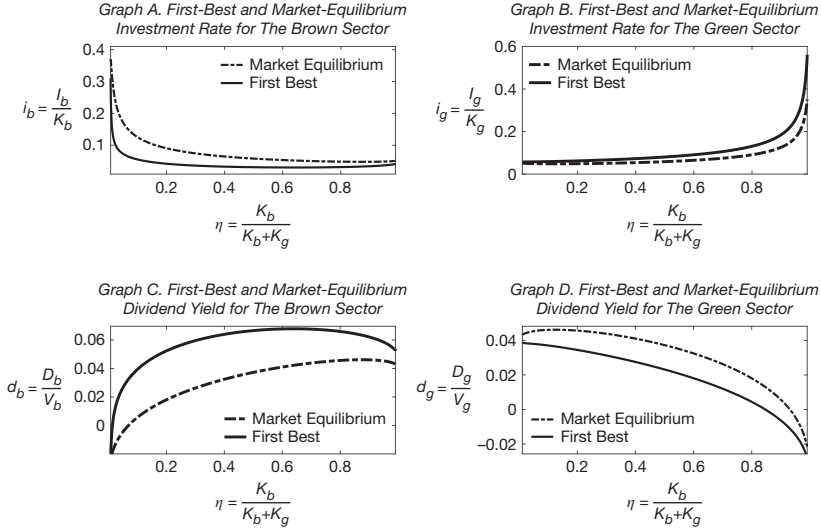 Graph A. First-Best and Market-Equilibrium
Investment Rate for The Brown Sector
0.4
0.3
0.2
0.1
i_b = I_b/K_b
Market Equilibrium
First Best
0.2 0.4 0.6 0.8
η = K_b/(K_b+K_g)
Graph B. First-Best and Market-Equilibrium
Investment Rate for The Green Sector
0.6
0.4
0.2
0
i_g = I_g/K_g
Market Equilibrium
First Best
0.2 0.4 0.6 0.8
η = K_b/(K_b+K_g)
Graph C. First-Best and Market-Equilibrium
Dividend Yield for The Brown Sector
0.06
0.04
0.02
0
d_b = D_b/V_b
Market Equilibrium
First Best
0.2 0.4 0.6 0.8
η = K_b/(K_b+K_g)
Graph D. First-Best and Market-Equilibrium
Dividend Yield for The Green Sector
0.04
0.02
0
−0.02
d_g = D_g/V_g
Market Equilibrium
First Best
0.2 0.4 0.6 0.8
η = K_b/(K_b+K_g)